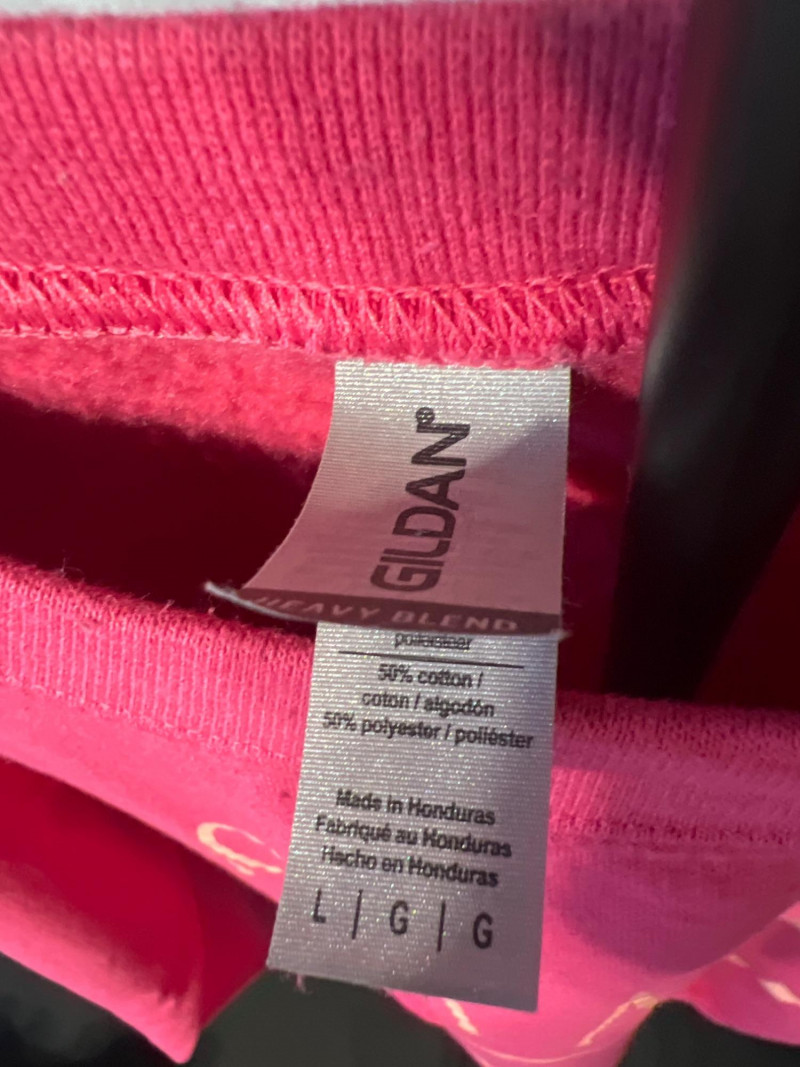 GILDAN®
HEAVY BLEND
50% cotton /
coton / algodón
50% polyester / poliéster
Made in Honduras
Fabriqué au Honduras
Hecho en Honduras
L | G | G